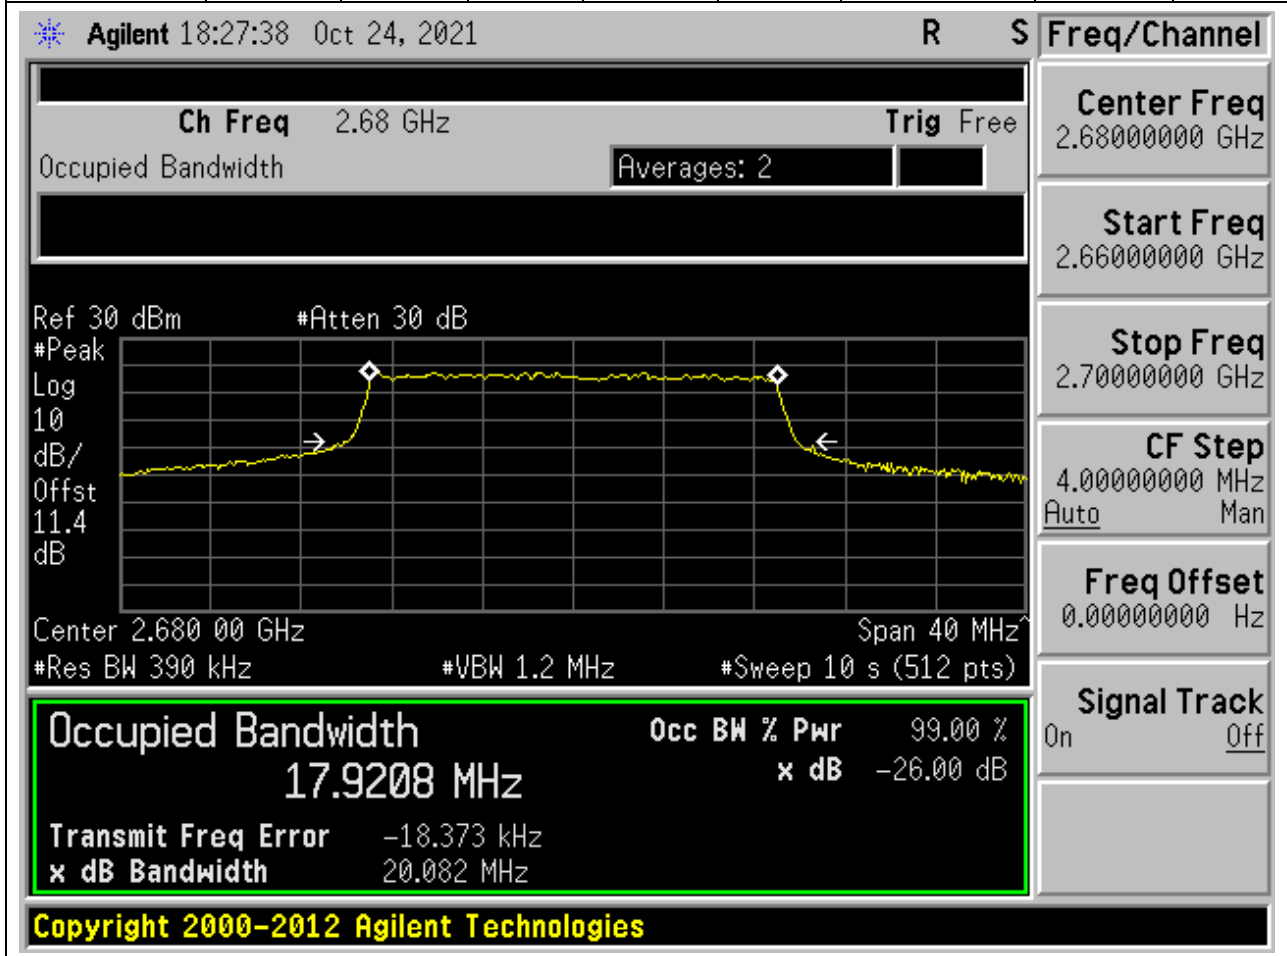 Agilent 18:27:38 Oct 24, 2021 R S
Freq/Channel
Ch Freq 2.68 GHz Trig Free
Occupied Bandwidth Averages: 2
Ref 30 dBm #Atten 30 dB
#Peak
Log
10
dB/
Offst
11.4
dB
Center 2.680 00 GHz Span 40 MHz^
#Res BW 390 kHz #VBW 1.2 MHz #Sweep 10 s (512 pts)
Occupied Bandwidth
17.9208 MHz
Occ BW % Pwr 99.00 %
x dB -26.00 dB
Transmit Freq Error -18.373 kHz
x dB Bandwidth 20.082 MHz
Center Freq
2.68000000 GHz
Start Freq
2.66000000 GHz
Stop Freq
2.70000000 GHz
CF Step
4.00000000 MHz
Auto Man
Freq Offset
0.00000000 Hz
Signal Track
On Off
Copyright 2000-2012 Agilent Technologies